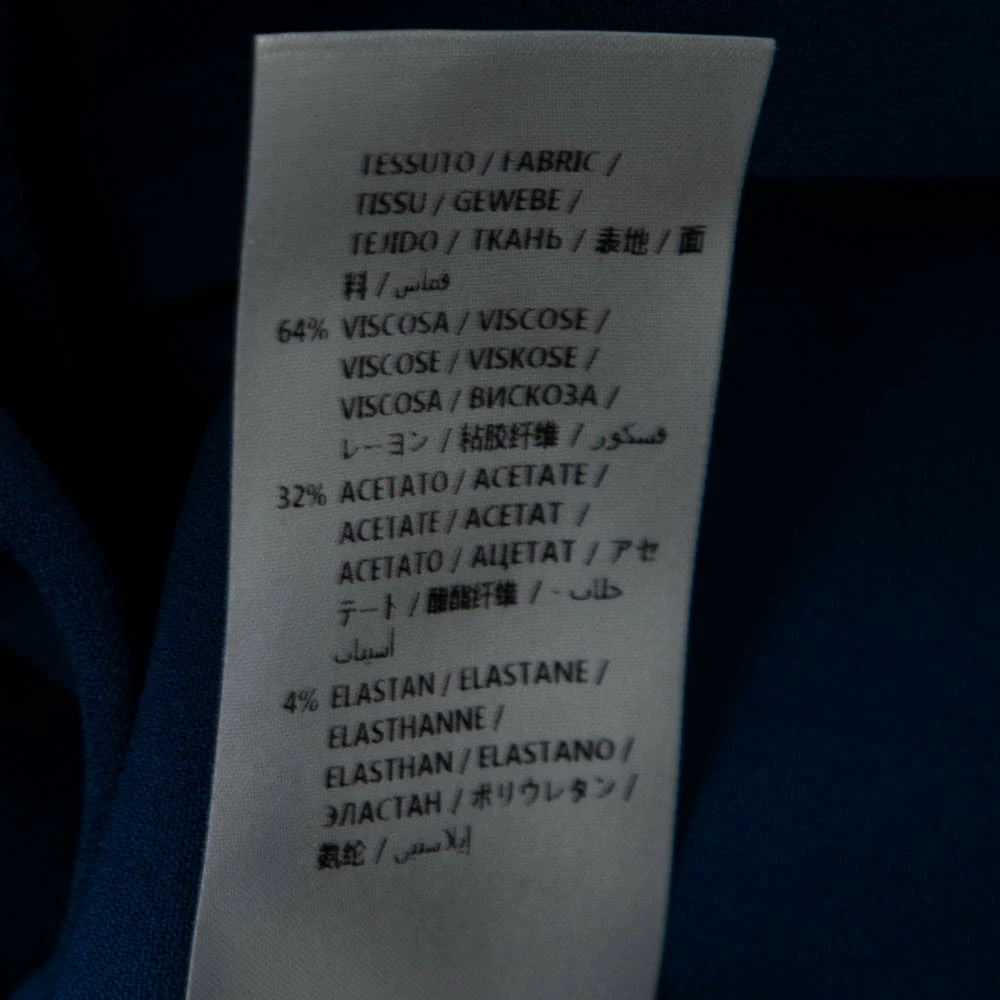 TESSUTO / FABRIC /
TISSU / GEWEBE /
TEJIDO / ТКАНЬ / 表地 / 面
料 / قماس
64% VISCOSA / VISCOSE /
VISCOSE / VISKOSE /
VISCOSA / ВИСКОЗА /
レーヨン / 粘胶纤维 / فسكور
32% ACETATO / ACETATE /
ACETATE / ACETAT /
ACETATO / АЦЕТАТ / アセ
テート / 醋酯纤维 / - خلات
أسيتات
4% ELASTAN / ELASTANE /
ELASTHANNE /
ELASTHAN / ELASTANO /
ЭЛАСТАН / ポリウレタン /
氨纶 / إيلاستين